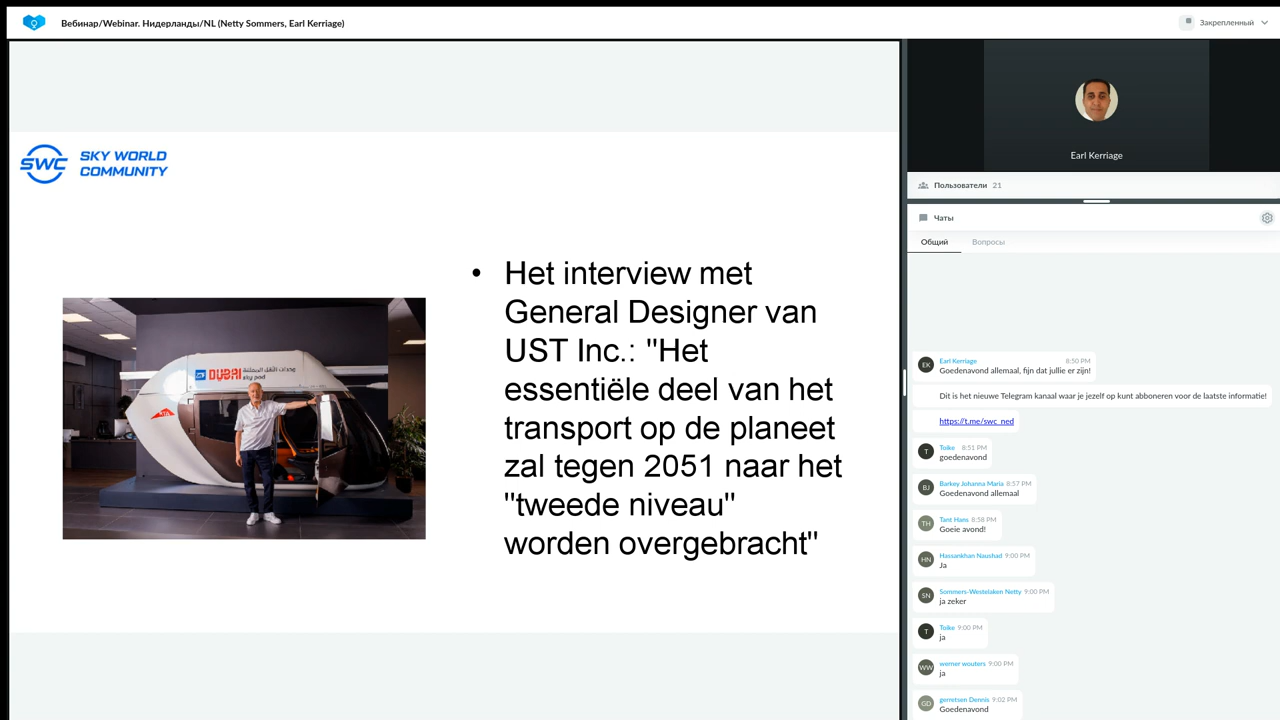 Вебинар/Webinar. Нидерланды/NL (Netty Sommers, Earl Kerriage)
Закрепленный
SWC SKY WORLD
COMMUNITY
• Het interview met
General Designer van
UST Inc.: "Het
essentiële deel van het
transport op de planeet
zal tegen 2051 naar het
"tweede niveau"
worden overgebracht"
DUBAI
sky pod
RTA
Earl Kerriage
Пользователи 21
Чаты
Общий Вопросы
EK Earl Kerriage 8:50 PM
Goedenavond allemaal, fijn dat jullie er zijn!
Dit is het nieuwe Telegram kanaal waar je jezelf op kunt abboneren voor de laatste informatie!
https://t.me/swc_ned
T Toike 8:51 PM
goedenavond
BJ Barkey Johanna Maria 8:57 PM
Goedenavond allemaal
TH Tant Hans 8:58 PM
Goeie avond!
HN Hassankhan Naushad 9:00 PM
Ja
SN Sommers-Westelaken Netty 9:00 PM
ja zeker
T Toike 9:00 PM
ja
WW werner wouters 9:00 PM
ja
GD gerretsen Dennis 9:02 PM
Goedenavond